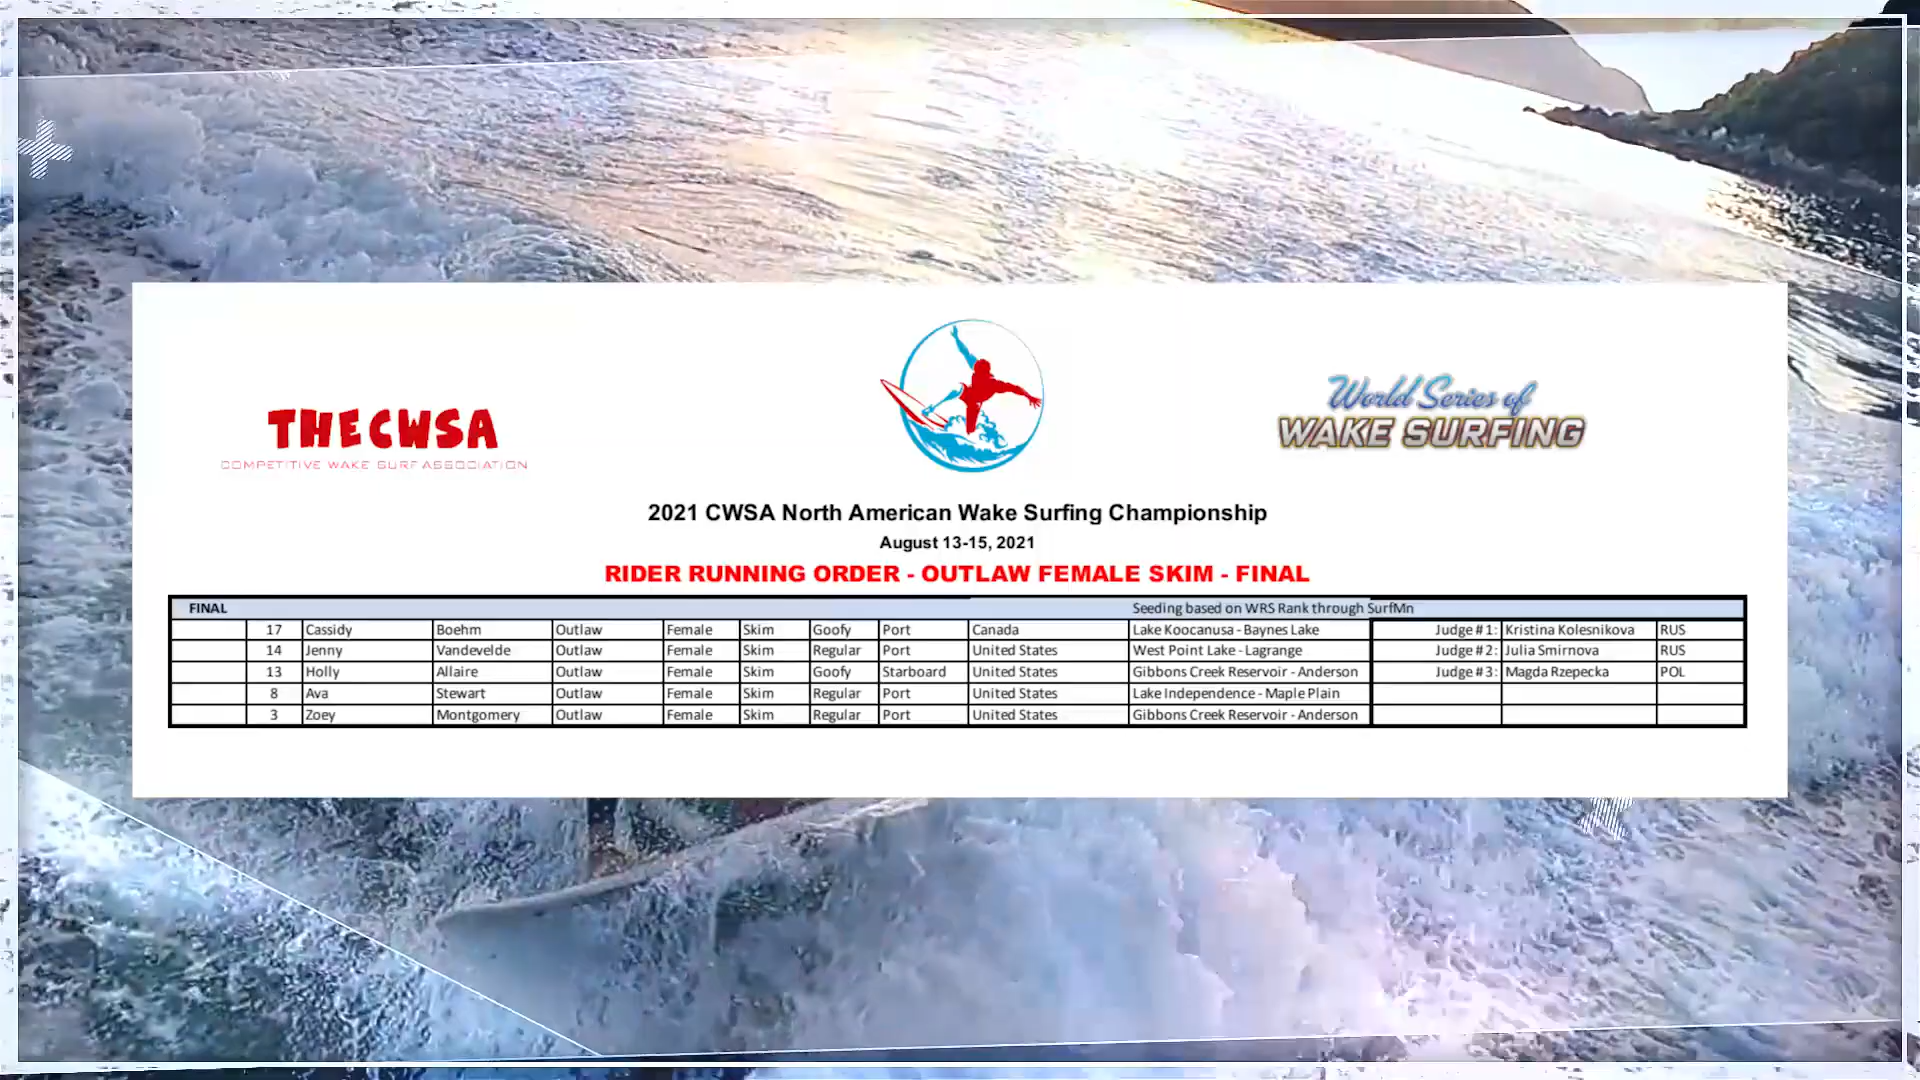 THECWSA
COMPETITIVE WAKE SURF ASSOCIATION
World Series of
WAKE SURFING
2021 CWSA North American Wake Surfing Championship
August 13-15, 2021
RIDER RUNNING ORDER - OUTLAW FEMALE SKIM - FINAL
FINAL Seeding based on WRS Rank through SurfMn
17 Cassidy Boehm Outlaw Female Skim Goofy Port Canada Lake Koocanusa - Baynes Lake Judge #1: Kristina Kolesnikova RUS
14 Jenny Vandevelde Outlaw Female Skim Regular Port United States West Point Lake - Lagrange Judge #2: Julia Smirnova RUS
13 Holly Allaire Outlaw Female Skim Goofy Starboard United States Gibbons Creek Reservoir - Anderson Judge #3: Magda Rzepecka POL
8 Ava Stewart Outlaw Female Skim Regular Port United States Lake Independence - Maple Plain
3 Zoey Montgomery Outlaw Female Skim Regular Port United States Gibbons Creek Reservoir - Anderson